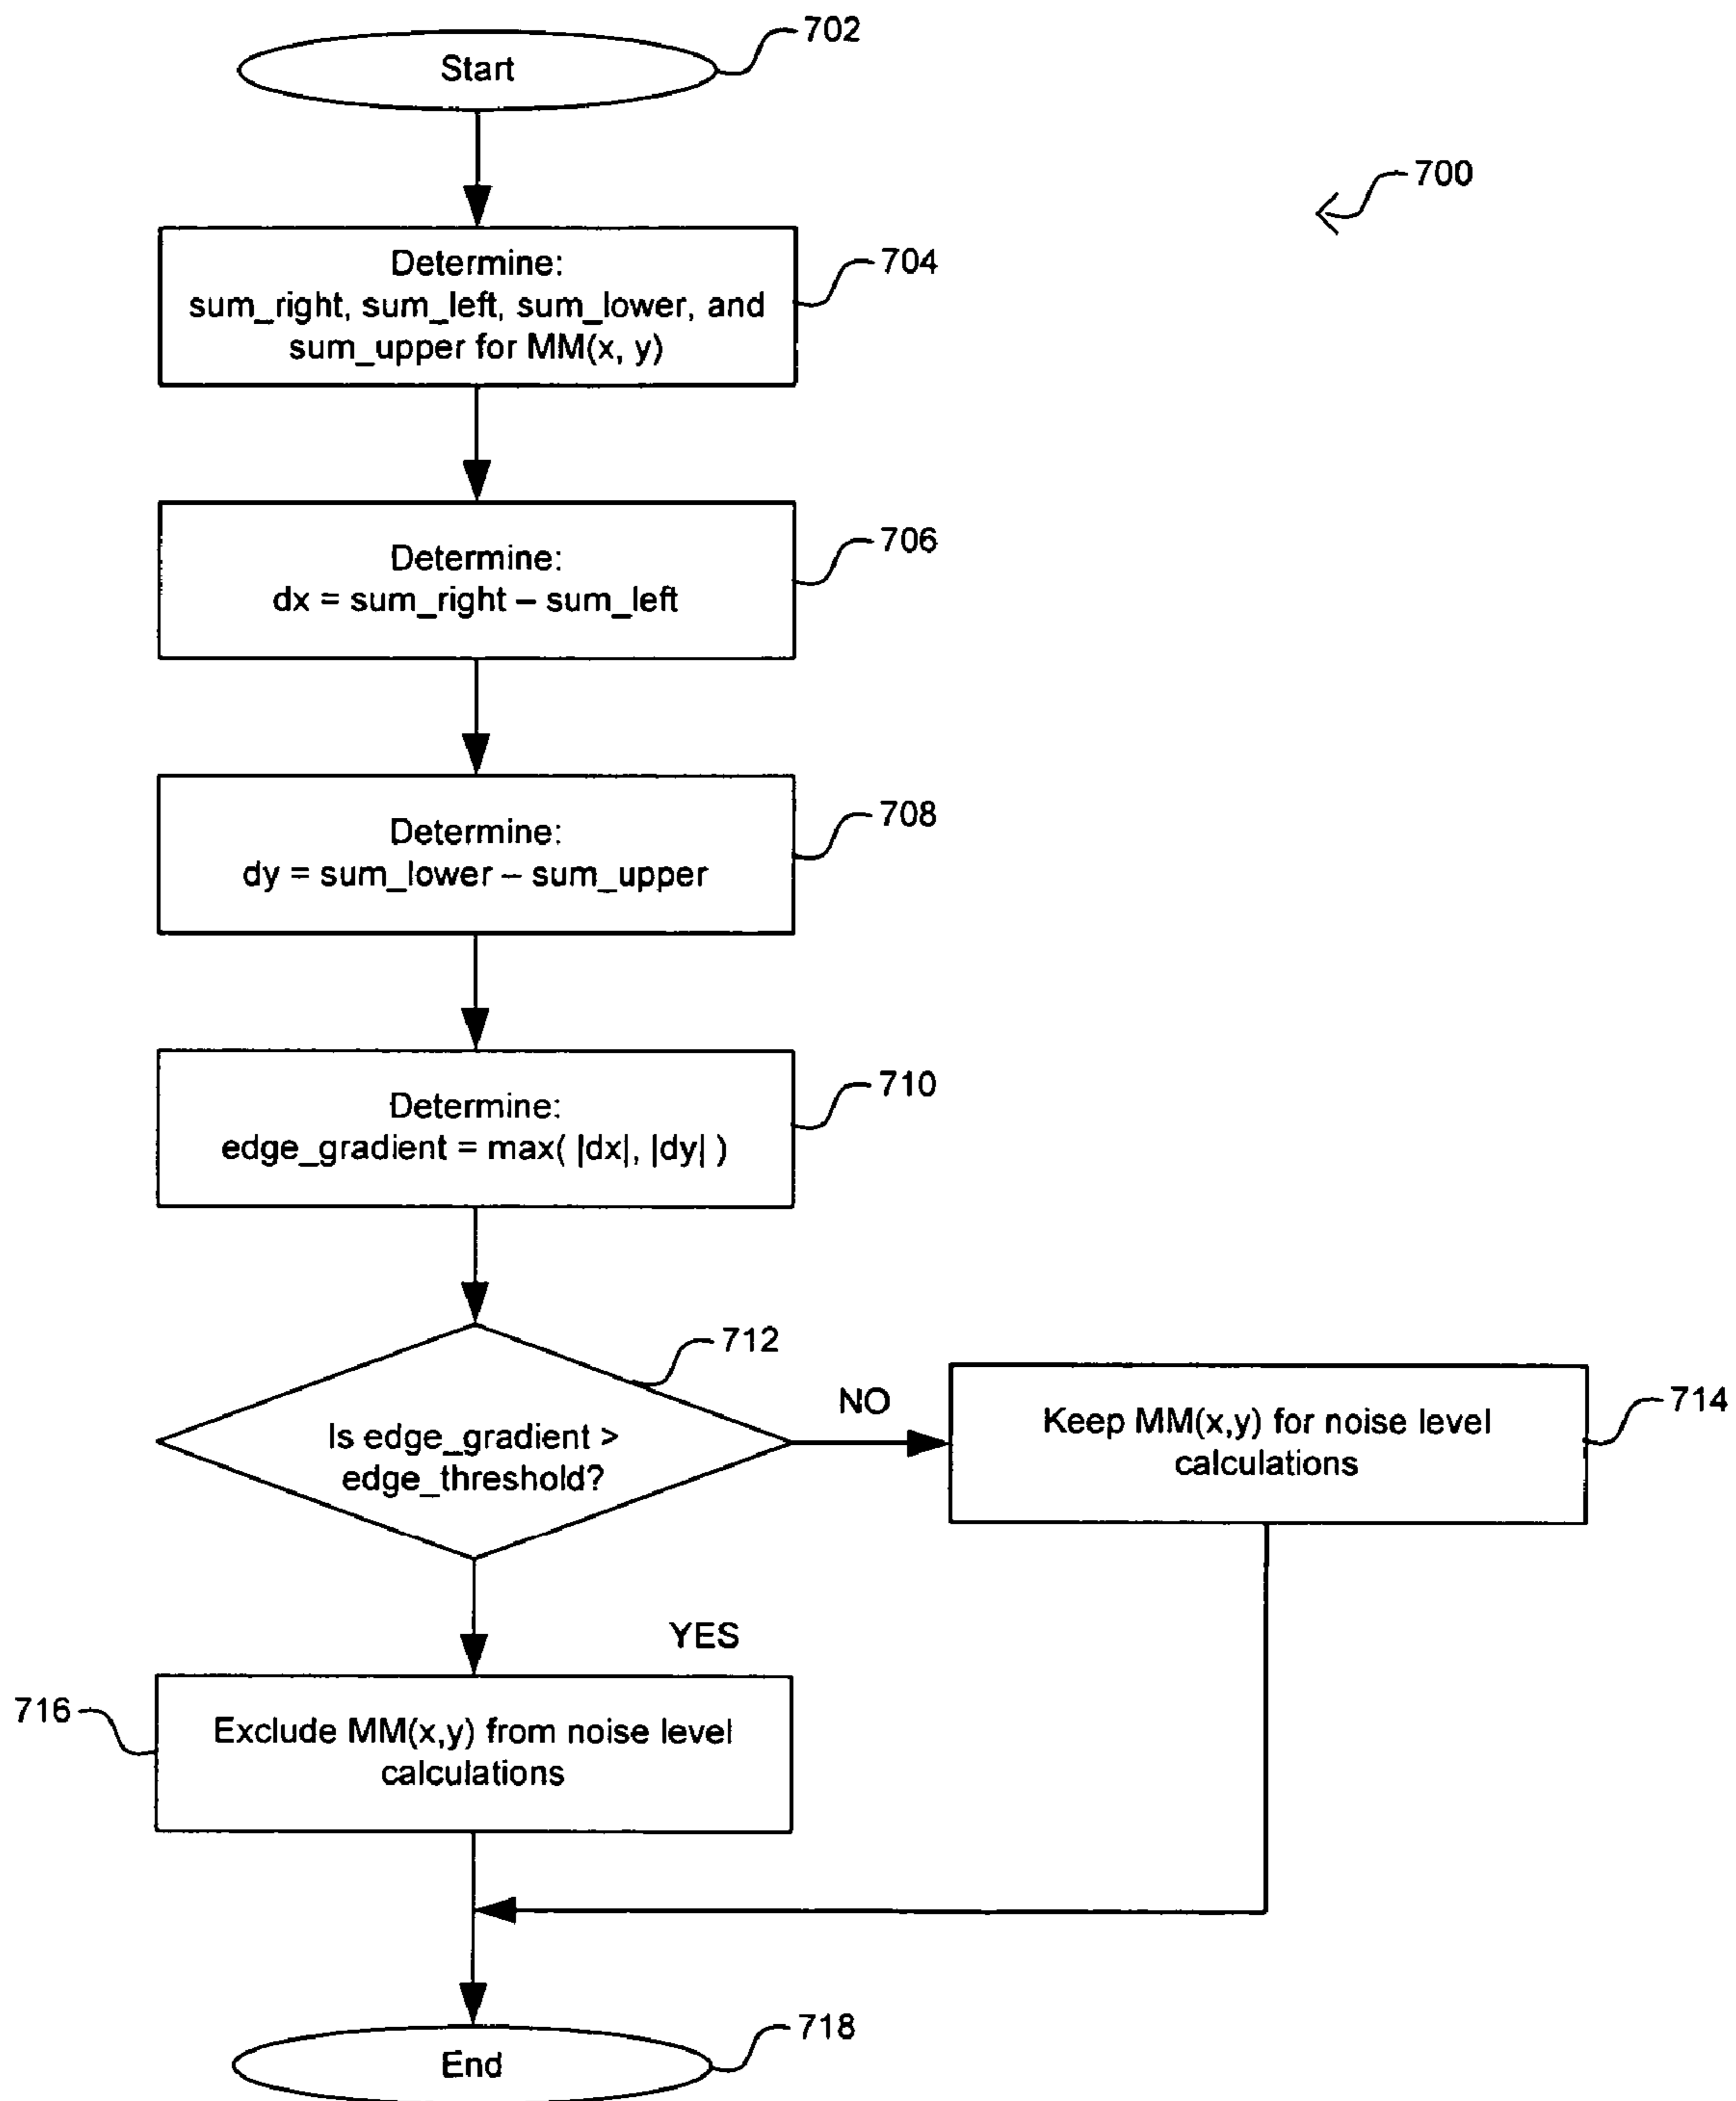 702
Start
700
704
Determine:
sum_right, sum_left, sum_lower, and
sum_upper for MM(x, y)
706
Determine:
dx = sum_right – sum_left
708
Determine:
dy = sum_lower – sum_upper
710
Determine:
edge_gradient = max( |dx|, |dy| )
712
Is edge_gradient >
edge_threshold?
NO
714
Keep MM(x,y) for noise level
calculations
YES
716
Exclude MM(x,y) from noise level
calculations
718
End